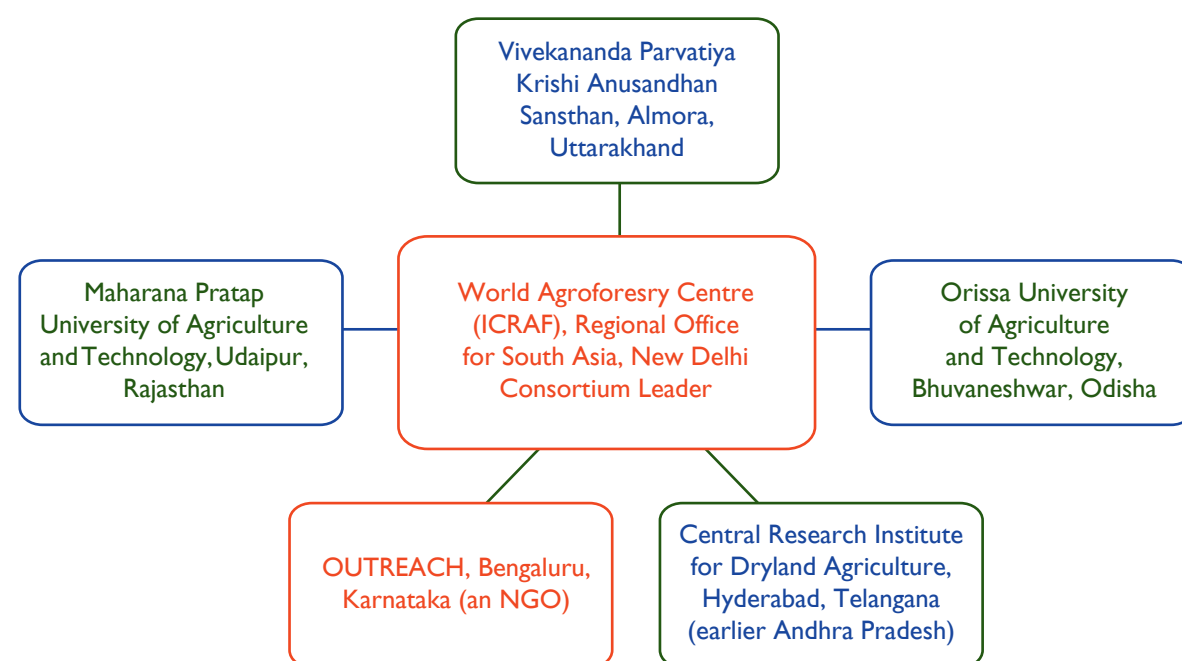 Vivekananda Parvatiya
Krishi Anusandhan
Sansthan, Almora,
Uttarakhand
Maharana Pratap
University of Agriculture
and Technology, Udaipur,
Rajasthan
World Agroforesry Centre
(ICRAF), Regional Office
for South Asia, New Delhi
Consortium Leader
Orissa University
of Agriculture
and Technology,
Bhuvaneshwar, Odisha
OUTREACH, Bengaluru,
Karnataka (an NGO)
Central Research Institute
for Dryland Agriculture,
Hyderabad, Telangana
(earlier Andhra Pradesh)